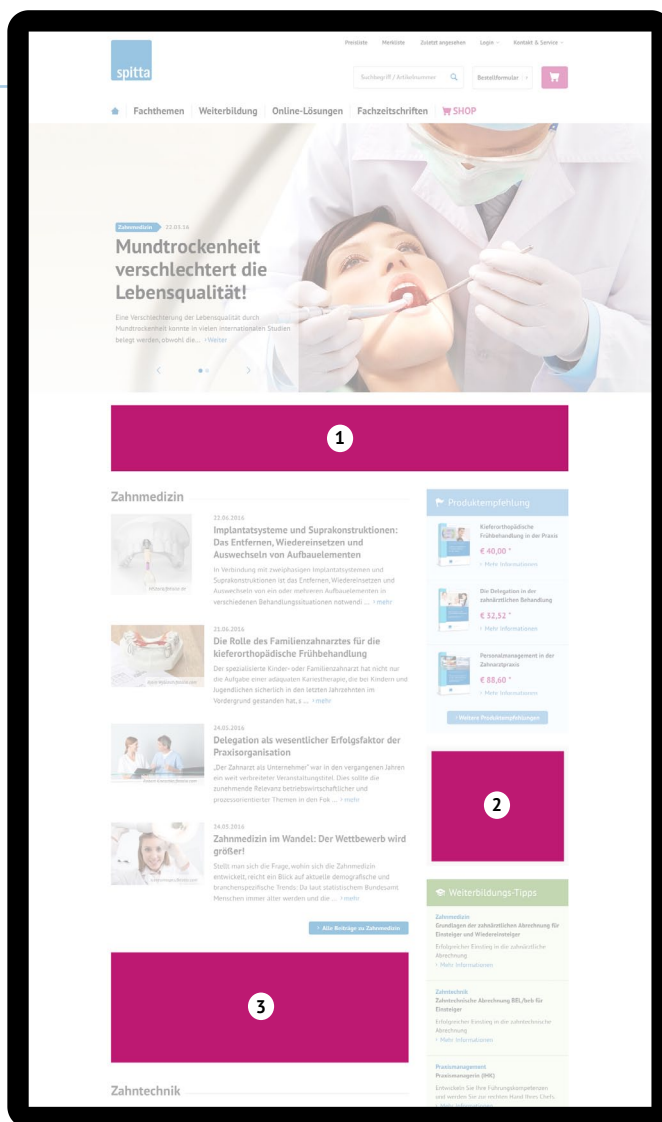 Preisliste Merkliste Zuletzt angesehen Login Kontakt & Service
spitta
Suchbegriff / Artikelnummer
Bestellformular
Fachthemen Weiterbildung Online-Lösungen Fachzeitschriften SHOP
Zahnmedizin 22.03.16
Mundtrockenheit
verschlechtert die
Lebensqualität!
Eine Verschlechterung der Lebensqualität durch
Mundtrockenheit konnte in vielen internationalen Studien
belegt werden, obwohl die... › Weiter
1
Zahnmedizin
22.06.2016
Implantatsysteme und Suprakonstruktionen:
Das Entfernen, Wiedereinsetzen und
Auswechseln von Aufbauelementen
In Verbindung mit zweiphasigen Implantatsystemen und
Suprakonstruktionen ist das Entfernen, Wiedereinsetzen und
Auswechseln von ein oder mehreren Aufbauelementen in
verschiedenen Behandlungssituationen notwendi ... › mehr
21.06.2016
Die Rolle des Familienzahnarztes für die
kieferorthopädische Frühbehandlung
Der spezialisierte Kinder- oder Familienzahnarzt hat nicht nur
die Aufgabe einer adäquaten Kariestherapie, die bei Kindern und
Jugendlichen sicherlich in den letzten Jahrzehnten im
Vordergrund gestanden hat, s ... › mehr
24.05.2016
Delegation als wesentlicher Erfolgsfaktor der
Praxisorganisation
„Der Zahnarzt als Unternehmer" war in den vergangenen Jahren
ein weit verbreiteter Veranstaltungstitel. Dies sollte die
zunehmende Relevanz betriebswirtschaftlicher und
prozessorientierter Themen in den Fok ... › mehr
24.05.2016
Zahnmedizin im Wandel: Der Wettbewerb wird
größer!
Stellt man sich die Frage, wohin sich die Zahnmedizin
entwickelt, reicht ein Blick auf aktuelle demografische und
branchenspezifische Trends: Da laut statistischem Bundesamt
Menschen immer älter werden und die ... › mehr
› Alle Beiträge zu Zahnmedizin
3
Zahntechnik
Produktempfehlung
Kieferorthopädische
Frühbehandlung in der Praxis
€ 40,00 *
› Mehr Informationen
Die Delegation in der
zahnärztlichen Behandlung
€ 32,52 *
› Mehr Informationen
Personalmanagement in der
Zahnarztpraxis
€ 88,60 *
› Mehr Informationen
› Weitere Produktempfehlungen
2
Weiterbildungs-Tipps
Zahnmedizin
Grundlagen der zahnärztlichen Abrechnung für
Einsteiger und Wiedereinsteiger
Erfolgreicher Einstieg in die zahnärztliche
Abrechnung
› Mehr Informationen
Zahntechnik
Zahntechnische Abrechnung BEL/beb für
Einsteiger
Erfolgreicher Einstieg in die zahntechnische
Abrechnung
› Mehr Informationen
Praxismanagement
Praxismanagerin (IHK)
Entwickeln Sie Ihre Führungskompetenzen
und werden Sie zur rechten Hand Ihres Chefs.
› Mehr Informationen